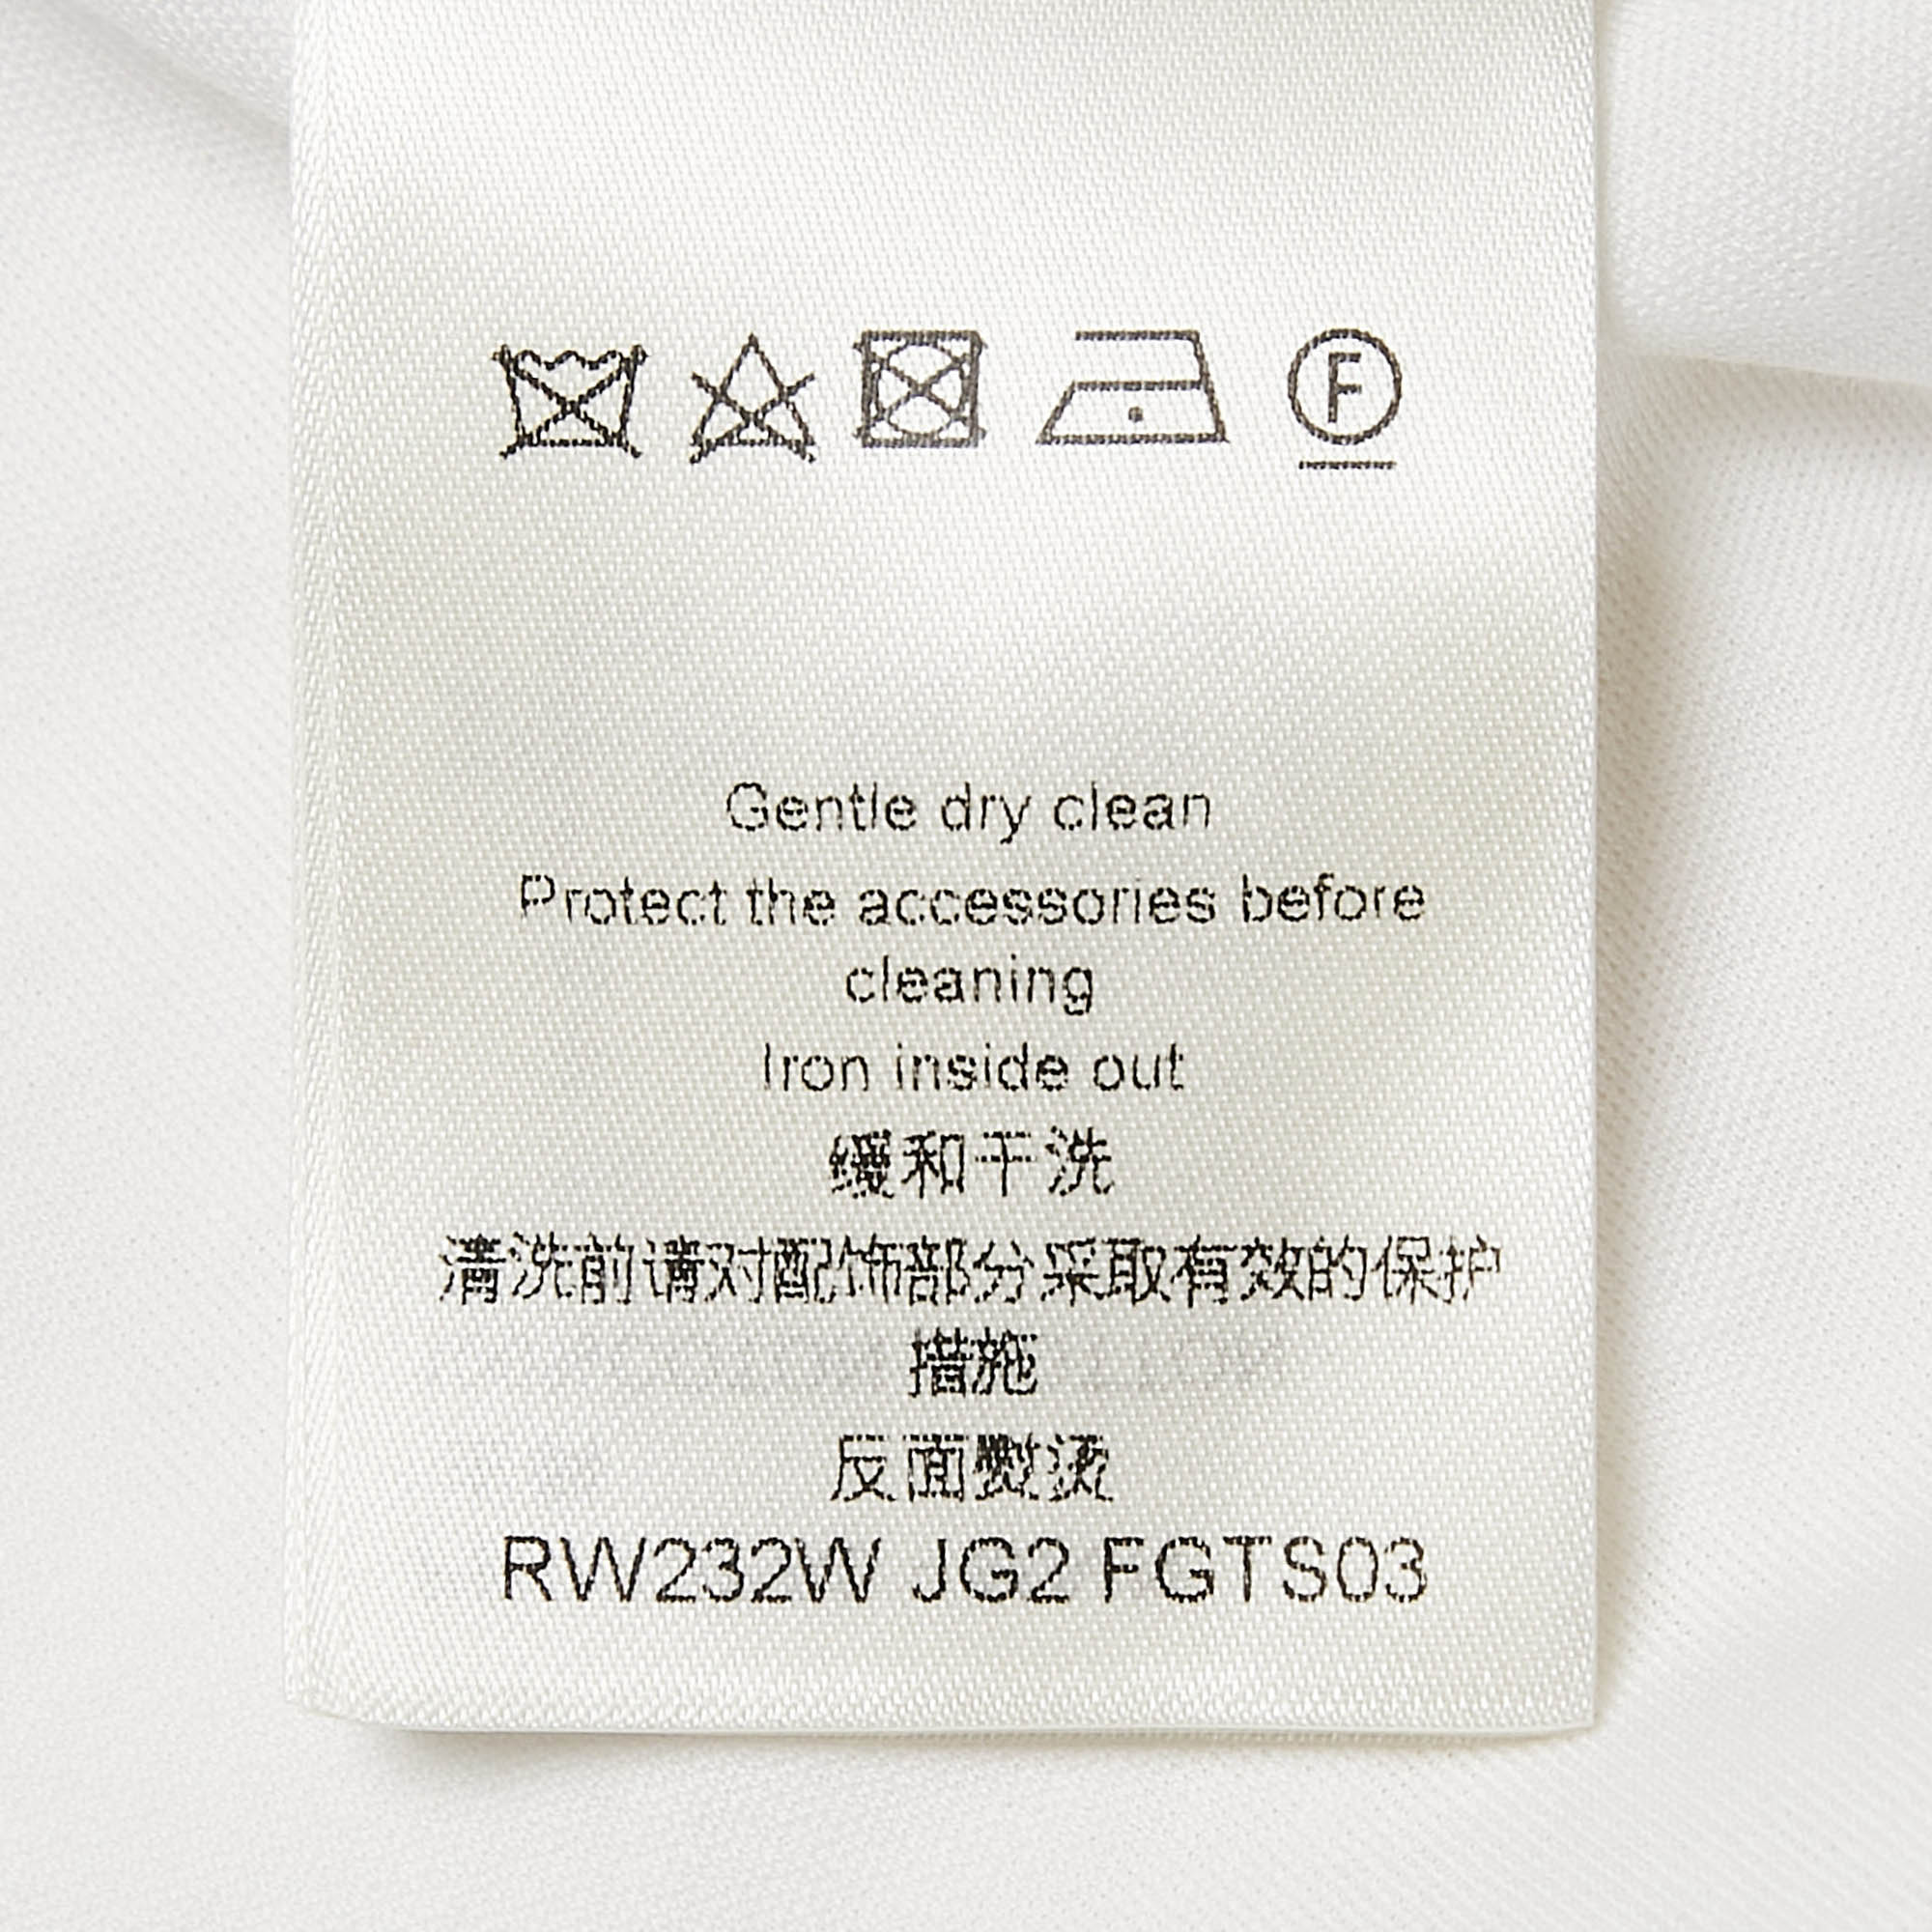 F
Gentle dry clean
Protect the accessories before
cleaning
Iron inside out
缓和干洗
清洗前请对配饰部分采取有效的保护
措施
反面熨烫
RW232W JG2 FGTS03